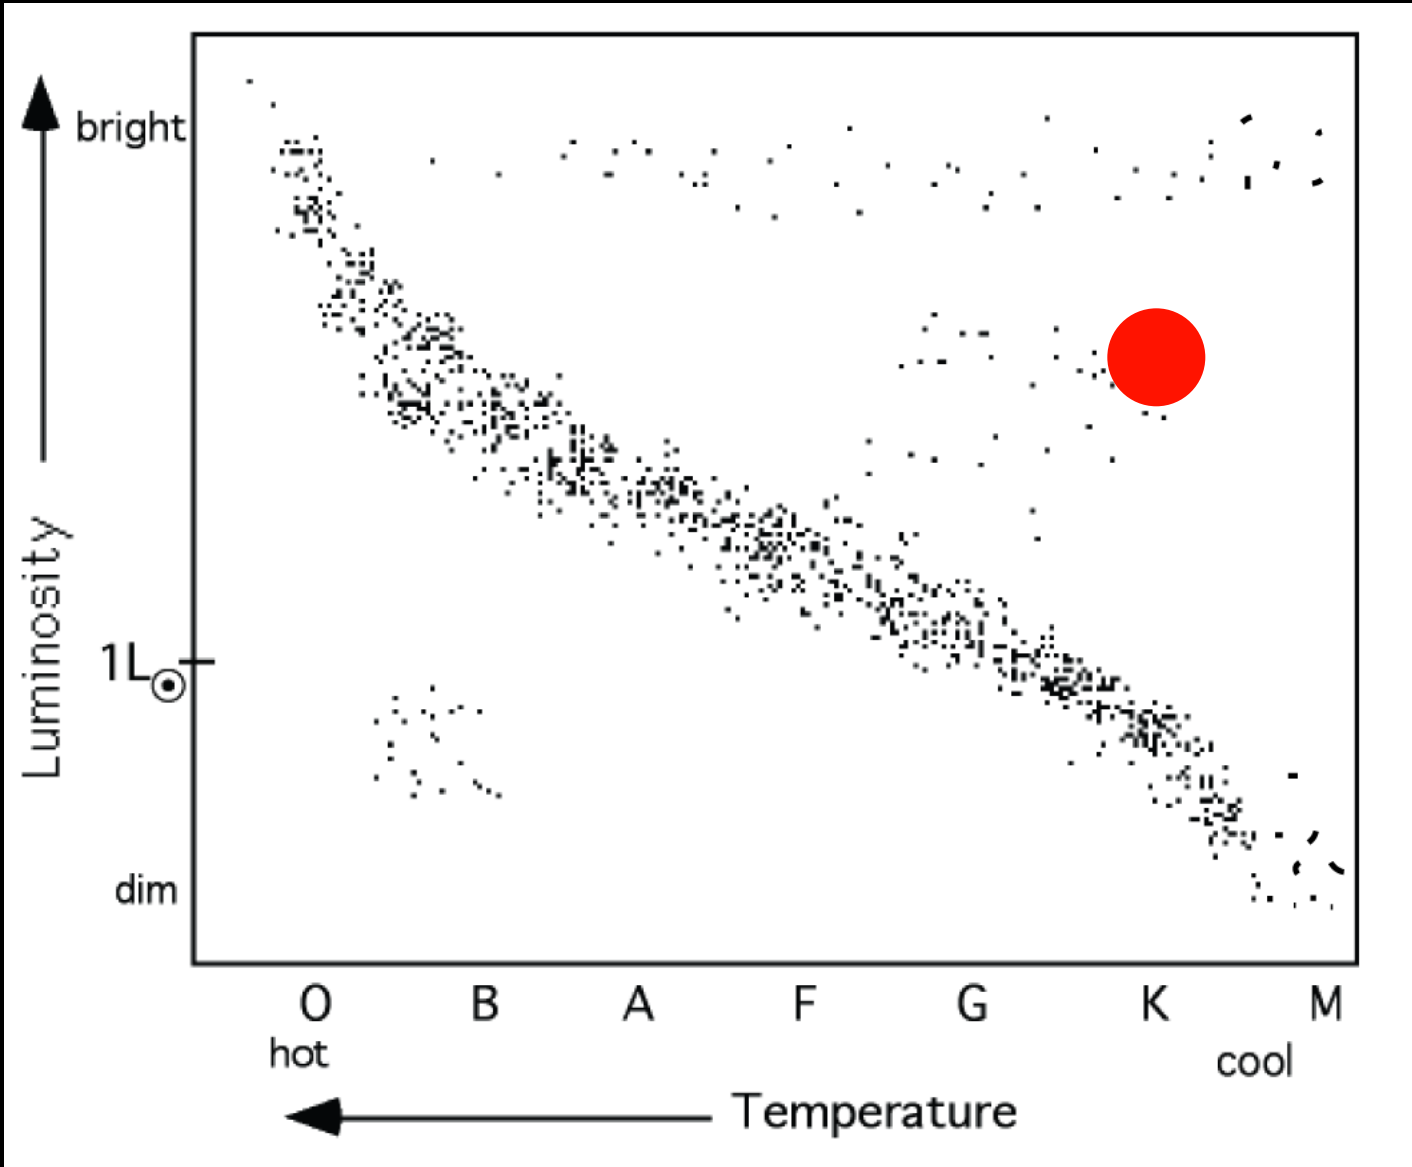 bright
Luminosity
1L☉
dim
O B A F G K M
hot cool
Temperature